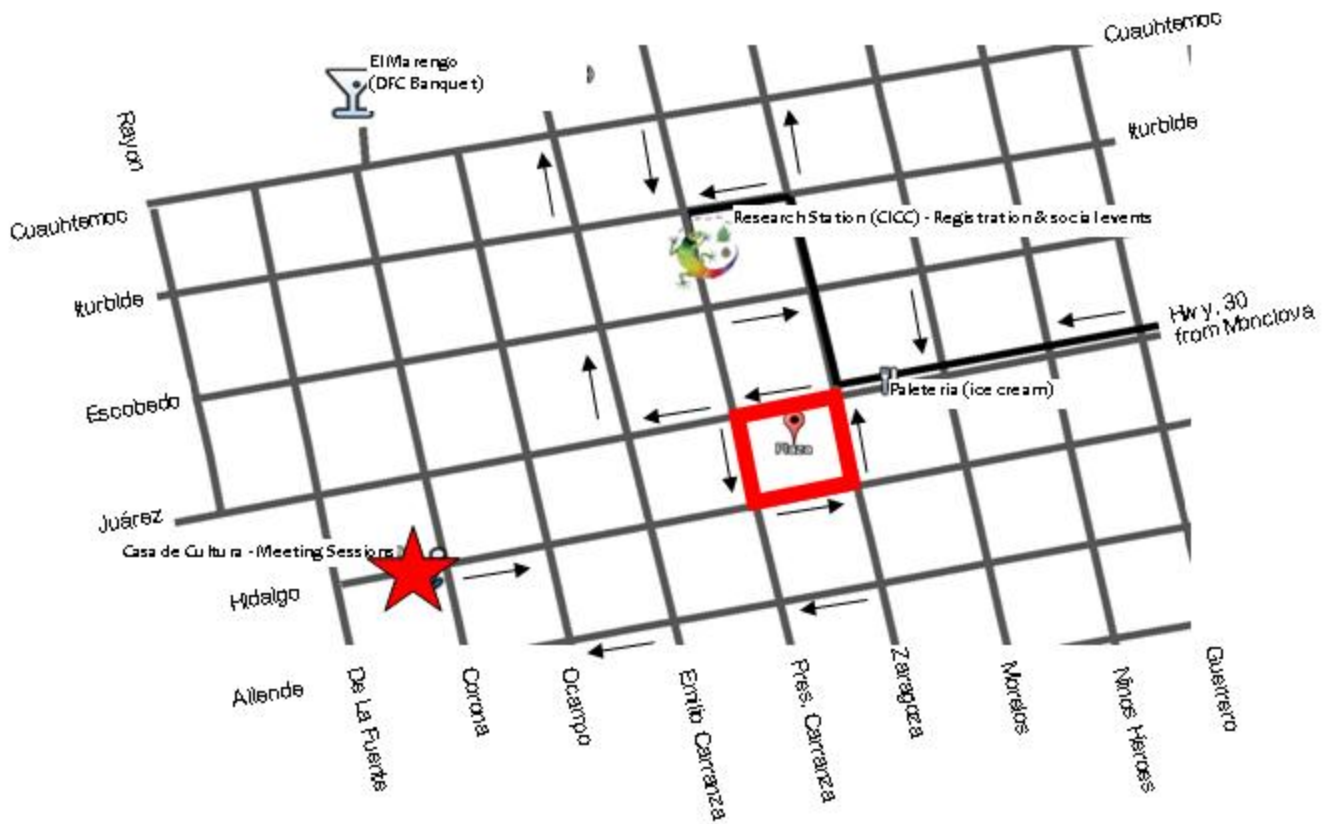 Cuauhtemoc
El Marengo
(DFC Banquet)
Rayon
Iturbide
Cuauhtemoc
Research Station (CICC) - Registration & social events
Iturbide
Hwy. 30
from Monclova
Escobedo
Paleteria (ice cream)
Plaza
Juárez
Casa de Cultura - Meeting Sessions
Hidalgo
Allende
De La Fuente
Corona
Ocampo
Emilio Carranza
Pres. Carranza
Zaragoza
Morelos
Ninos Heroes
Guerrero